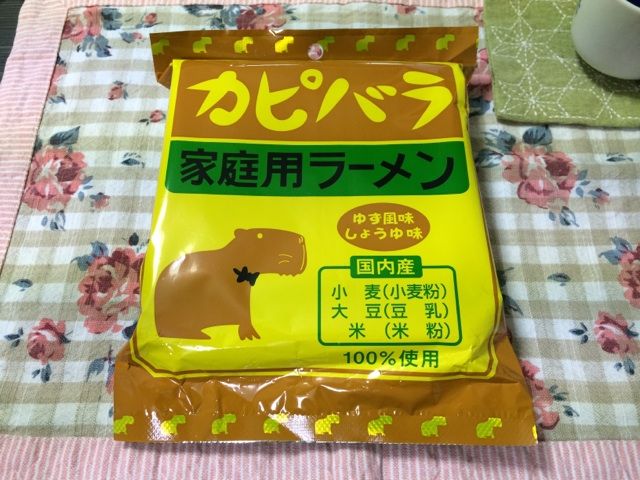 カピバラ
家庭用ラーメン
ゆず風味
しょうゆ味
国内産
小 麦(小麦粉)
大 豆(豆 乳)
米 (米 粉)
100%使用